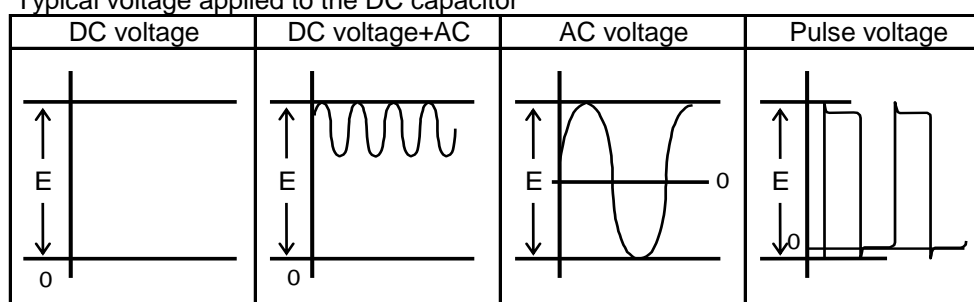 Typical voltage applied to the DC capacitor
DC voltage DC voltage+AC AC voltage Pulse voltage
E E E 0 E
0
0 0